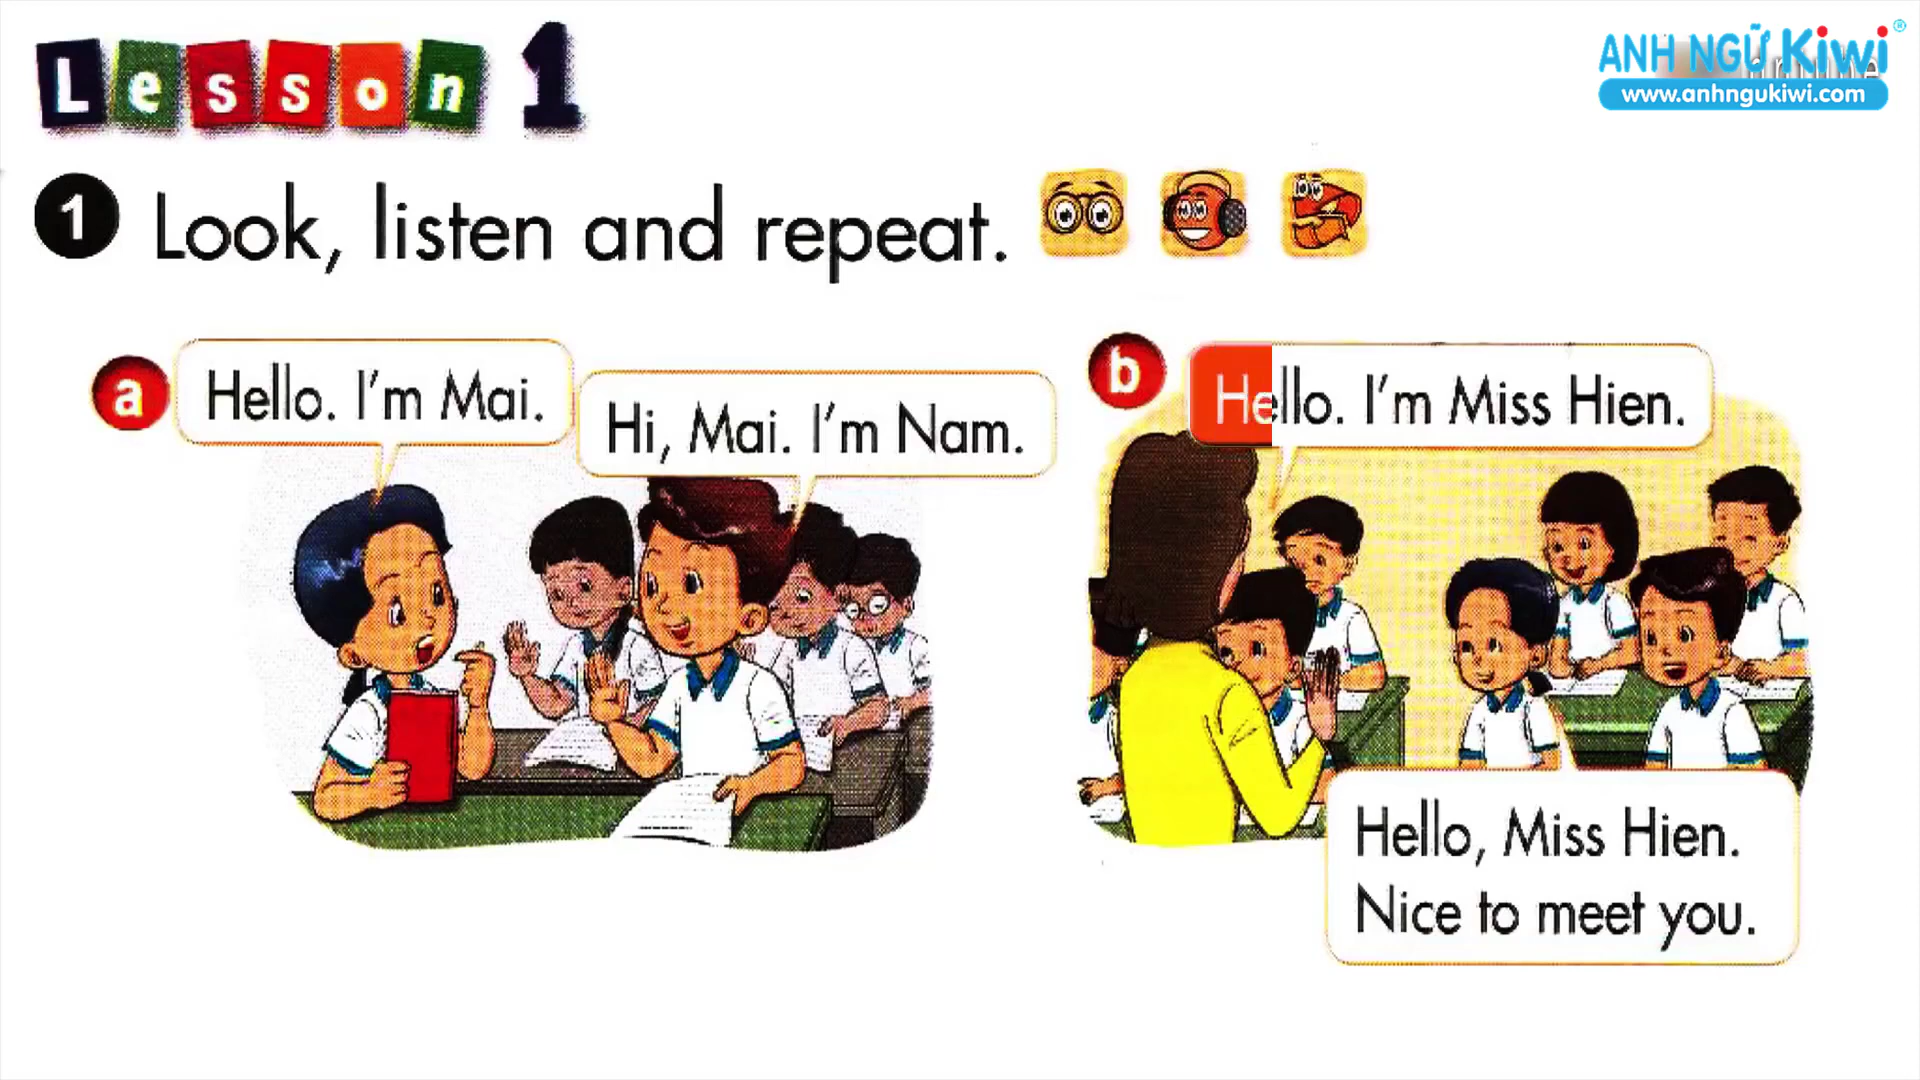 Lesson 1
ANH NGỮ Kiwi®
www.anhngukiwi.com
1 Look, listen and repeat.
a
Hello. I'm Mai.
Hi, Mai. I'm Nam.
b
Hello. I'm Miss Hien.
Hello, Miss Hien.
Nice to meet you.